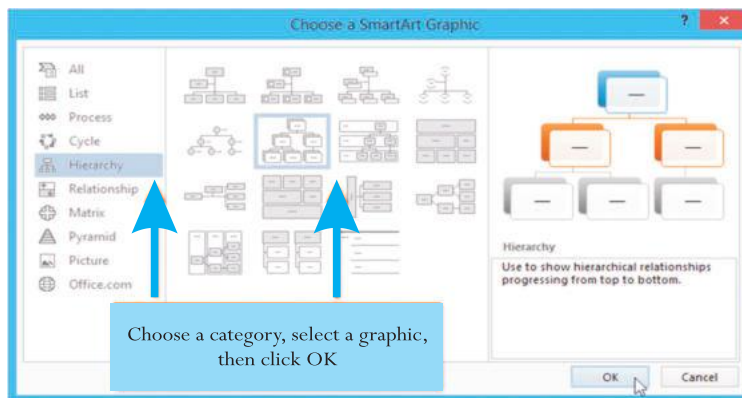 Choose a SmartArt Graphic
?
All
List
Process
Cycle
Hierarchy
Relationship
Matrix
Pyramid
Picture
Office.com
Hierarchy
Use to show hierarchical relationships
progressing from top to bottom.
Choose a category, select a graphic,
then click OK
OK
Cancel